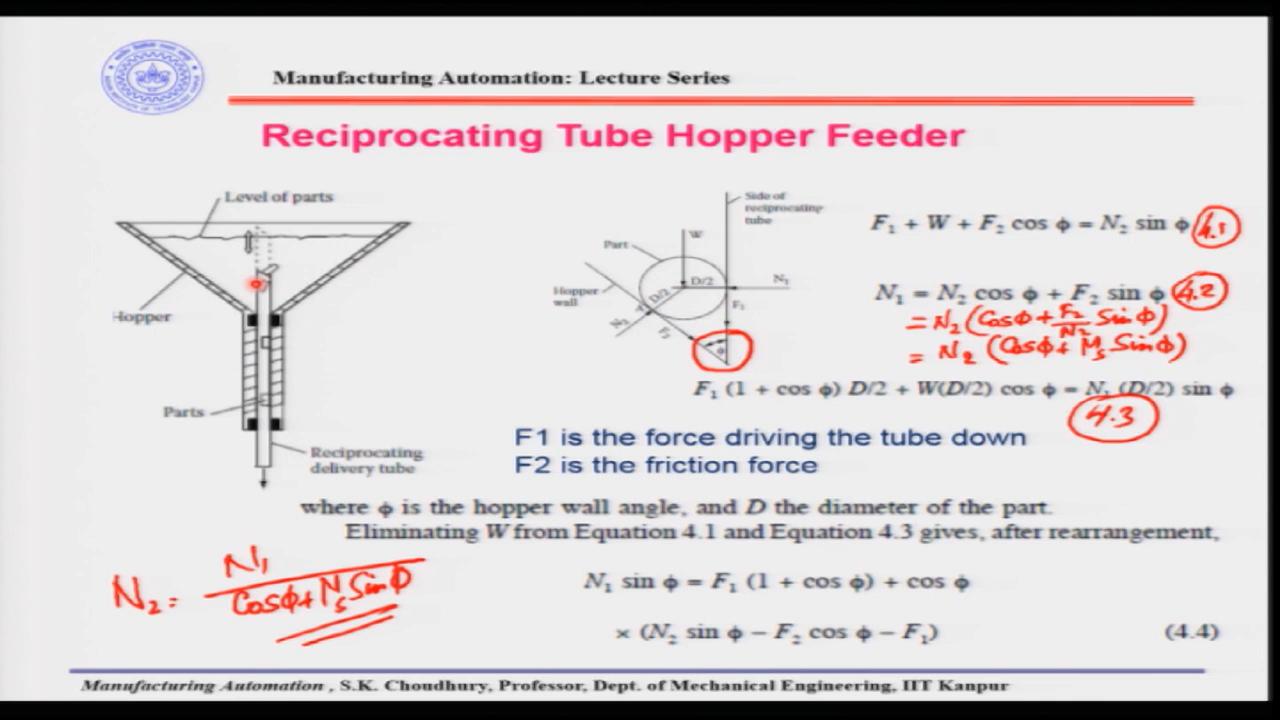 Manufacturing Automation: Lecture Series
Reciprocating Tube Hopper Feeder
Level of parts
Hopper
Parts
Reciprocating
delivery tube
Side of
reciprocating
tube
Part
W
D/2
D/2
N₁
F₁
Hopper
wall
N₂
F₂
ϕ
F₁ + W + F₂ cos ϕ = N₂ sin ϕ 4.1
N₁ = N₂ cos ϕ + F₂ sin ϕ 4.2
= N₂ (Cosϕ + F₂/N₂ Sinϕ)
= N₂ (Cosϕ + μₛ Sinϕ)
F₁ (1 + cos ϕ) D/2 + W(D/2) cos ϕ = N₁ (D/2) sin ϕ
4.3
F1 is the force driving the tube down
F2 is the friction force
where ϕ is the hopper wall angle, and D the diameter of the part.
Eliminating W from Equation 4.1 and Equation 4.3 gives, after rearrangement,
N₂ = N₁ / Cosϕ + μₛ Sinϕ
N₁ sin ϕ = F₁ (1 + cos ϕ) + cos ϕ
× (N₂ sin ϕ − F₂ cos ϕ − F₁) (4.4)
Manufacturing Automation , S.K. Choudhury, Professor, Dept. of Mechanical Engineering, IIT Kanpur